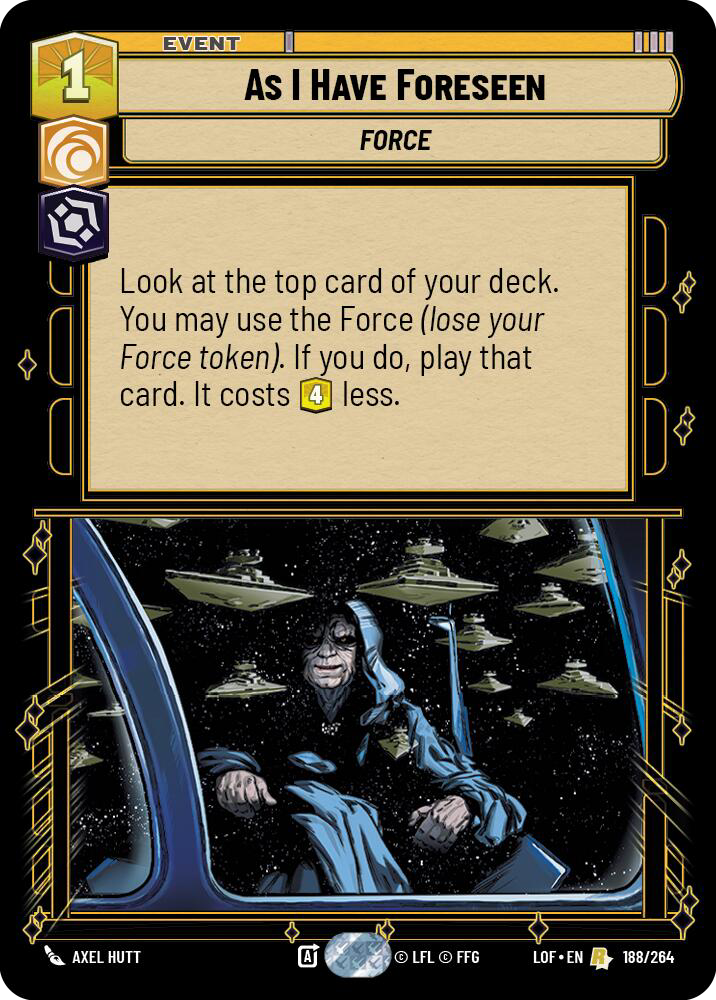 EVENT
1
AS I HAVE FORESEEN
FORCE
Look at the top card of your deck.
You may use the Force (lose your
Force token). If you do, play that
card. It costs 4 less.
AXEL HUTT
A
© LFL © FFG
LOF • EN
R
188/264